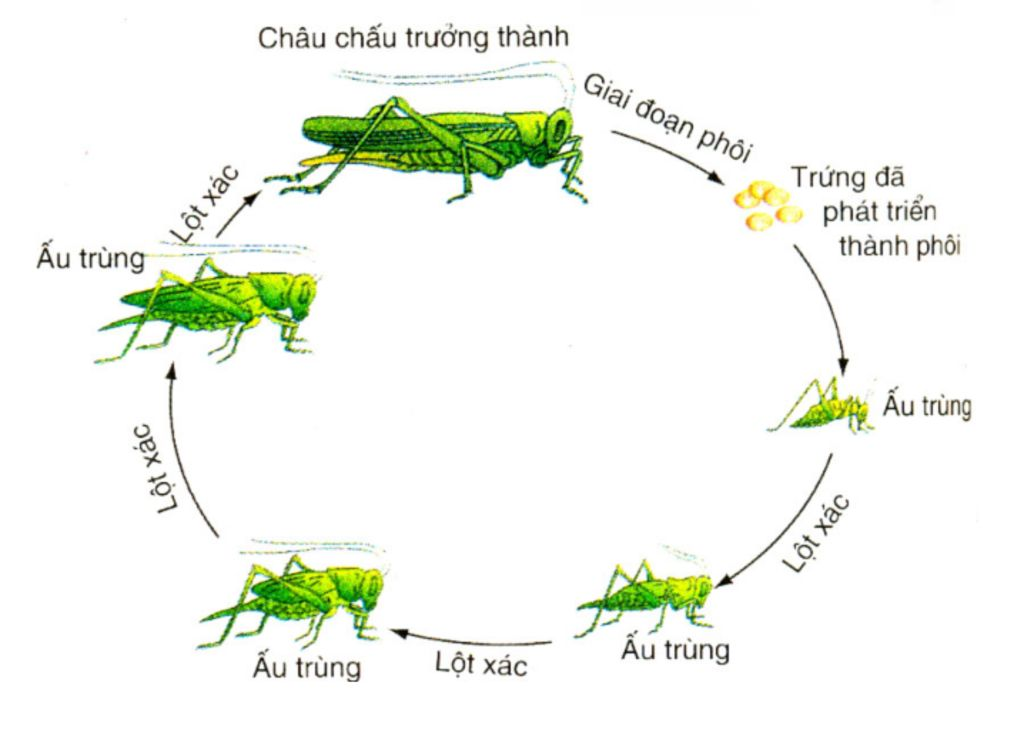 Châu chấu trưởng thành
Giai đoạn phôi
Trứng đã
phát triển
thành phôi
Ấu trùng
Lột xác
Ấu trùng
Lột xác
Ấu trùng
Lột xác
Ấu trùng
Lột xác